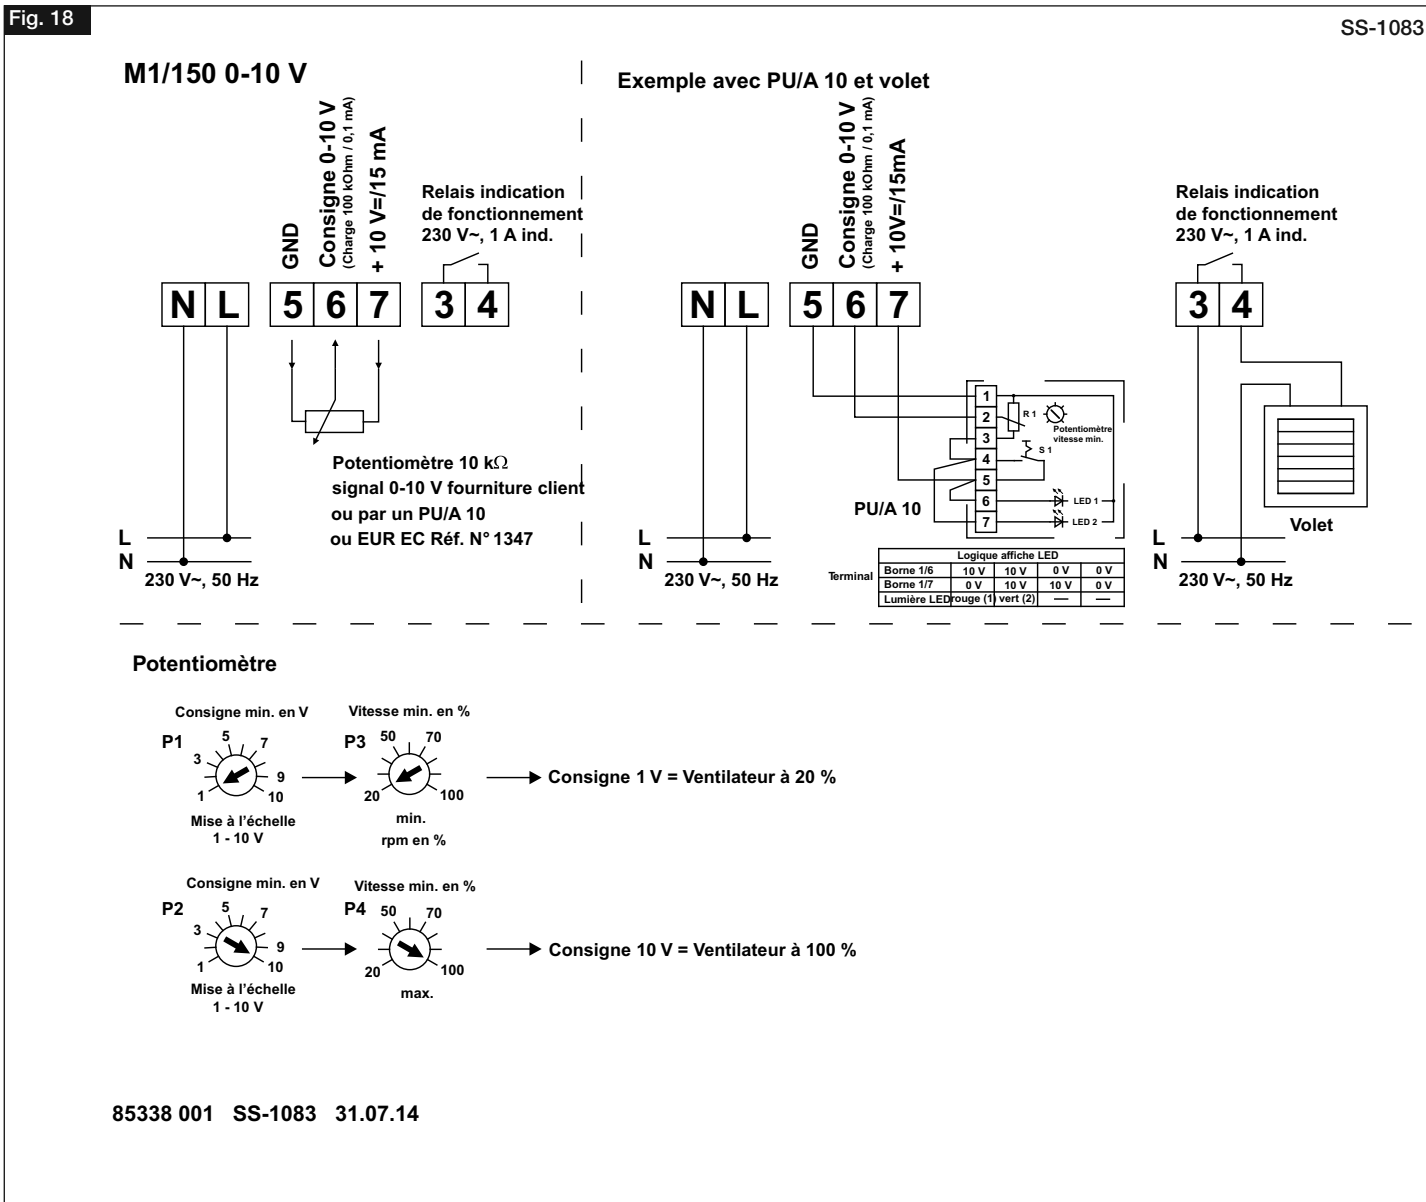 Fig. 18
SS-1083
M1/150 0-10 V
GND
Consigne 0-10 V
(Charge 100 kOhm / 0,1 mA)
+ 10 V=/15 mA
Relais indication
de fonctionnement
230 V~, 1 A ind.
N L
5 6 7
3 4
Potentiomètre 10 kΩ
signal 0-10 V fourniture client
ou par un PU/A 10
ou EUR EC Réf. N° 1347
L
N
230 V~, 50 Hz
Exemple avec PU/A 10 et volet
GND
Consigne 0-10 V
(Charge 100 kOhm / 0,1 mA)
+ 10V=/15mA
Relais indication
de fonctionnement
230 V~, 1 A ind.
N L
5 6 7
3 4
1
2
3
4
5
6
7
R 1
Potentiomètre
vitesse min.
S 1
LED 1
LED 2
PU/A 10
Volet
L
N
230 V~, 50 Hz
L
N
230 V~, 50 Hz
Terminal
Logique affiche LED
Borne 1/6 10 V 10 V 0 V 0 V
Borne 1/7 0 V 10 V 10 V 0 V
Lumière LED rouge (1) vert (2) — —
Potentiomètre
Consigne min. en V
P1
1 3 5 7 9 10
Mise à l'échelle
1 - 10 V
Vitesse min. en %
P3
20 50 70 100
min.
rpm en %
Consigne 1 V = Ventilateur à 20 %
Consigne min. en V
P2
1 3 5 7 9 10
Mise à l'échelle
1 - 10 V
Vitesse min. en %
P4
20 50 70 100
max.
Consigne 10 V = Ventilateur à 100 %
85338 001 SS-1083 31.07.14